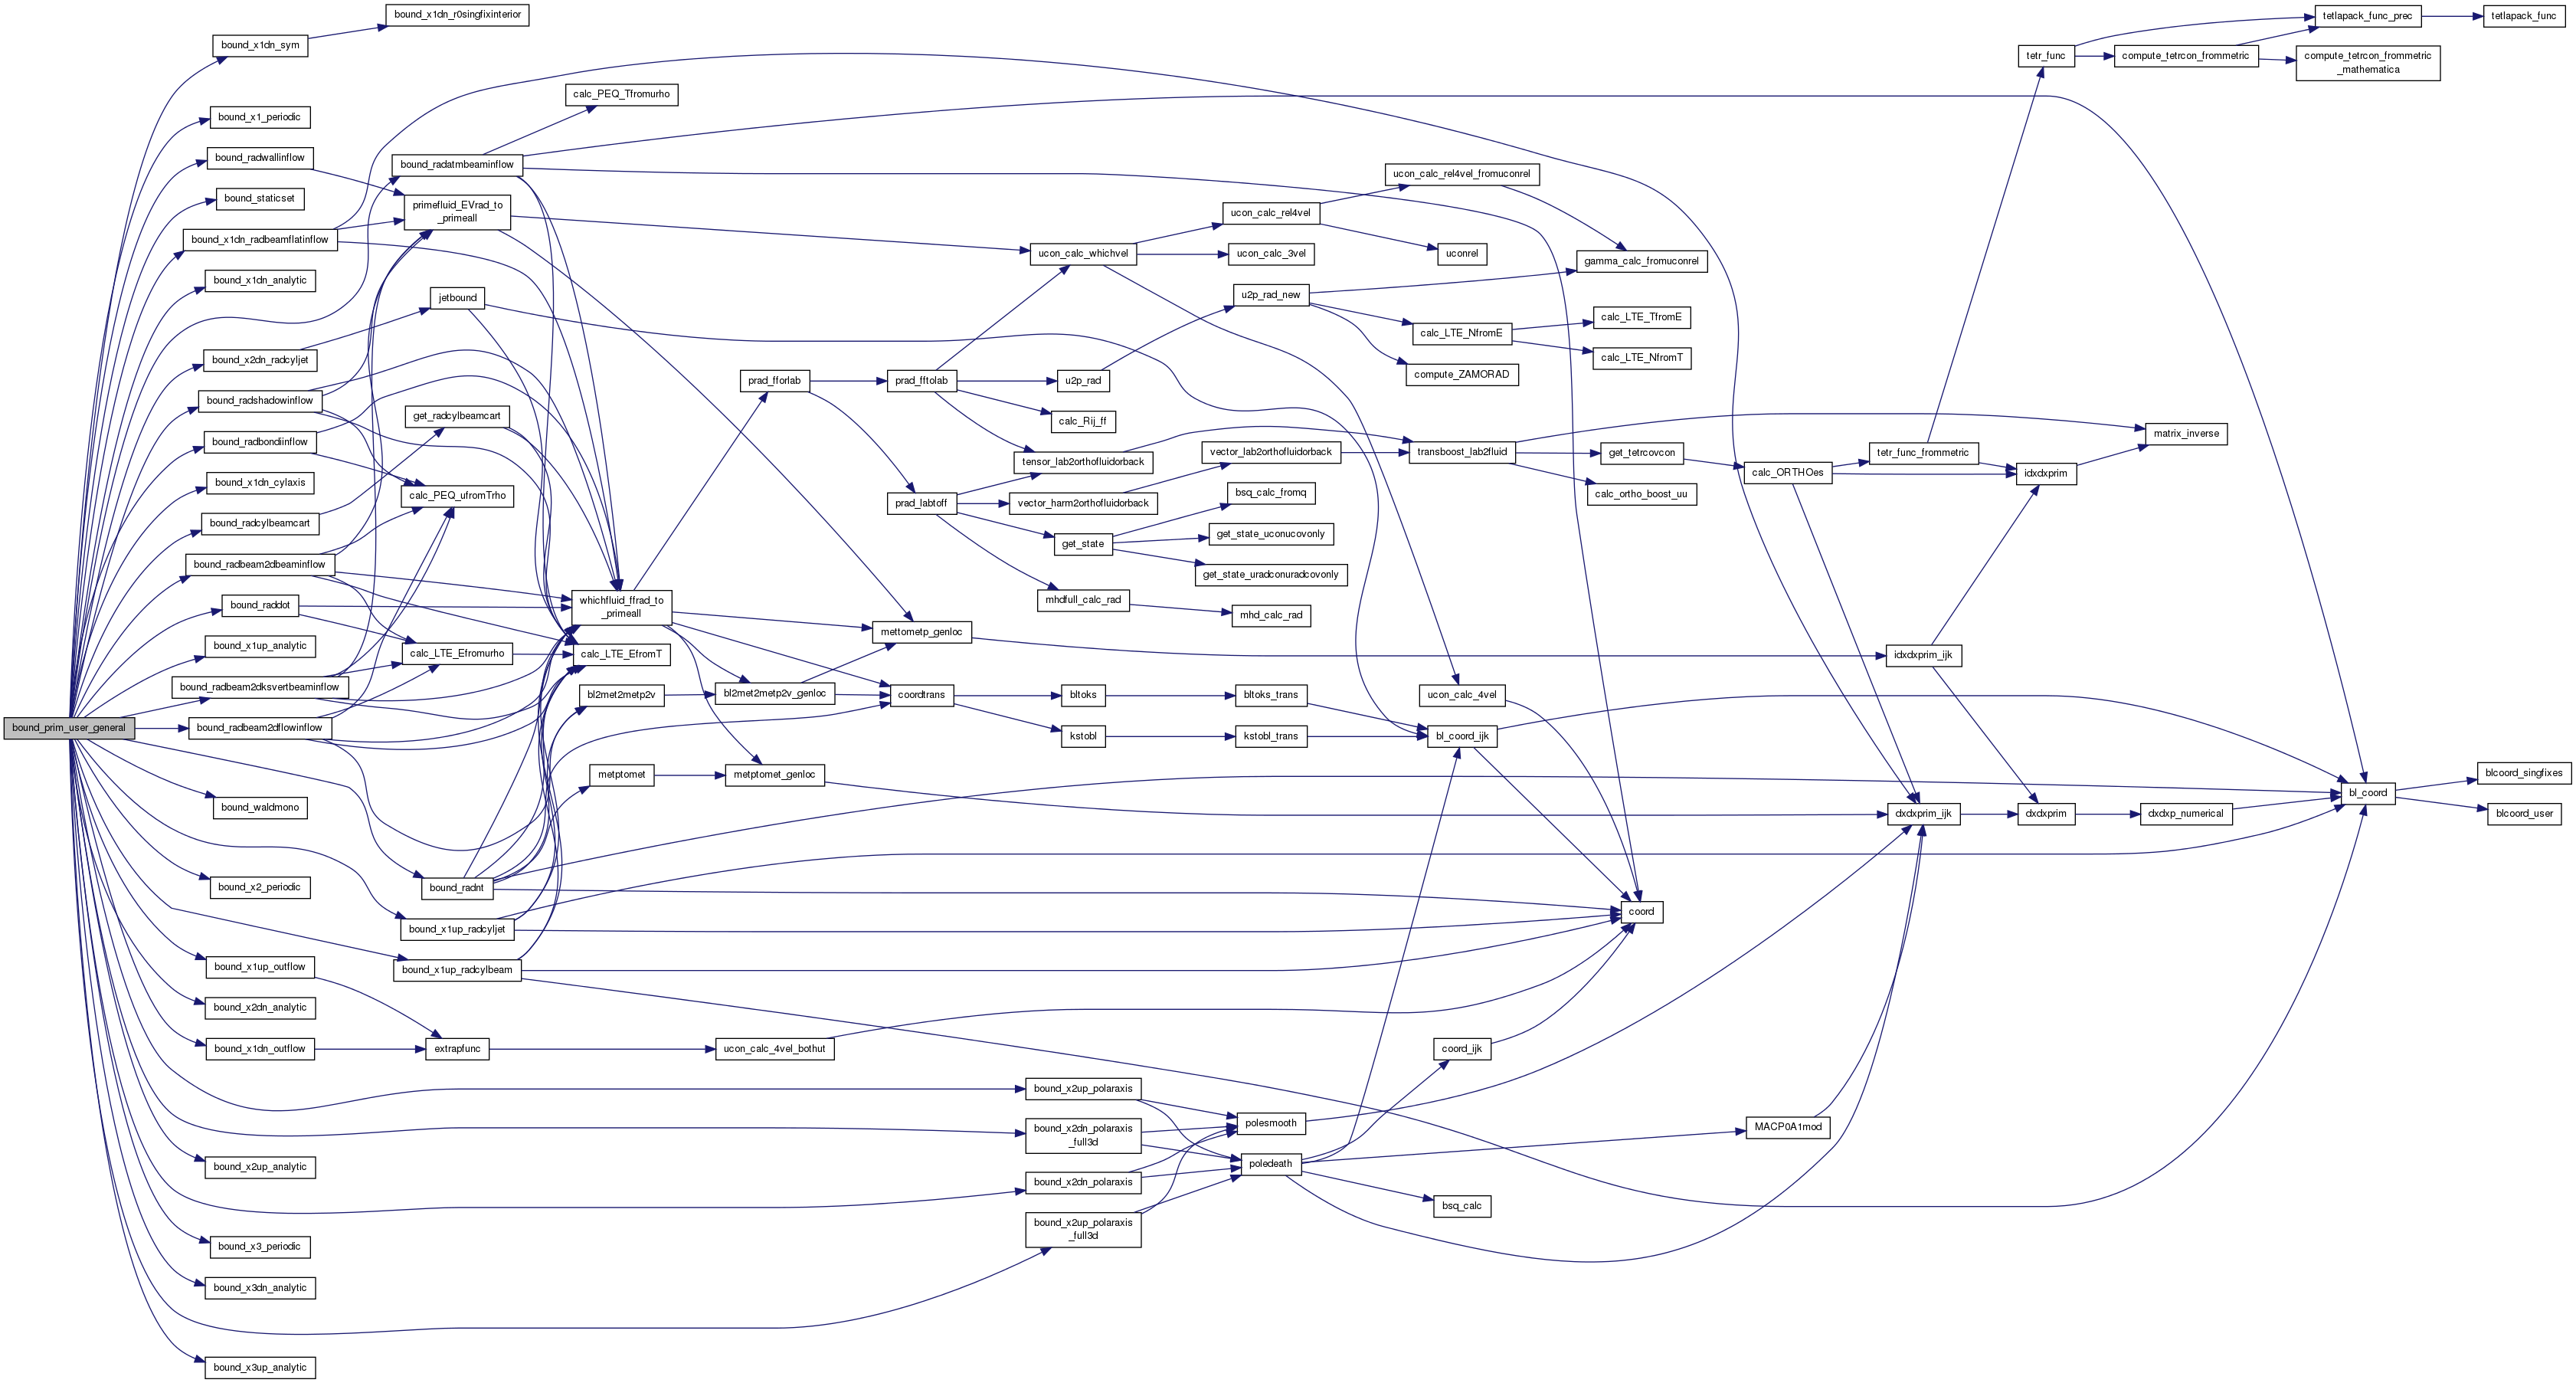 bound_x1dn_r0singfixinterior
bound_x1dn_sym
bound_x1_periodic
bound_radwallinflow
bound_staticset
bound_x1dn_radbeamflatinflow
bound_x1dn_analytic
bound_x2dn_radcyljet
bound_radshadowinflow
bound_radbondiinflow
bound_x1dn_cylaxis
bound_radcylbeamcart
bound_radbeam2dbeaminflow
bound_raddot
bound_x1up_analytic
bound_radbeam2dksvertbeaminflow
bound_prim_user_general
bound_radbeam2dflowinflow
bound_waldmono
bound_x2_periodic
bound_x1up_outflow
bound_x2dn_analytic
bound_x1dn_outflow
bound_x2up_analytic
bound_x3_periodic
bound_x3dn_analytic
bound_x3up_analytic
calc_PEQ_Tfromurho
bound_radatmbeaminflow
primefluid_EVrad_to
_primeall
jetbound
get_radcylbeamcart
calc_PEQ_ufromTrho
calc_LTE_Efromurho
bound_radnt
bound_x1up_radcyljet
bound_x1up_radcylbeam
extrapfunc
whichfluid_ffrad_to
_primeall
calc_LTE_EfromT
bl2met2metp2v
metptomet
prad_fforlab
bl2met2metp2v_genloc
metptomet_genloc
ucon_calc_4vel_bothut
prad_fftolab
prad_labtoff
mettometp_genloc
coordtrans
ucon_calc_whichvel
u2p_rad
calc_Rij_ff
tensor_lab2orthofluidorback
vector_harm2orthofluidorback
get_state
mhdfull_calc_rad
bltoks
kstobl
bound_x2up_polaraxis
bound_x2dn_polaraxis
_full3d
bound_x2dn_polaraxis
bound_x2up_polaraxis
_full3d
ucon_calc_rel4vel
ucon_calc_3vel
u2p_rad_new
vector_lab2orthofluidorback
bsq_calc_fromq
get_state_uconucovonly
get_state_uradconuradcovonly
mhd_calc_rad
bltoks_trans
kstobl_trans
polesmooth
poledeath
ucon_calc_rel4vel_fromuconrel
uconrel
calc_LTE_NfromE
compute_ZAMORAD
transboost_lab2fluid
ucon_calc_4vel
bl_coord_ijk
coord_ijk
bsq_calc
gamma_calc_fromuconrel
calc_LTE_TfromE
calc_LTE_NfromT
get_tetrcovcon
calc_ortho_boost_uu
coord
calc_ORTHOes
MACP0A1mod
tetr_func_frommetric
idxdxprim_ijk
dxdxprim_ijk
tetr_func
idxdxprim
dxdxprim
compute_tetrcon_frommetric
matrix_inverse
dxdxp_numerical
tetlapack_func_prec
compute_tetrcon_frommetric
_mathematica
bl_coord
tetlapack_func
blcoord_singfixes
blcoord_user